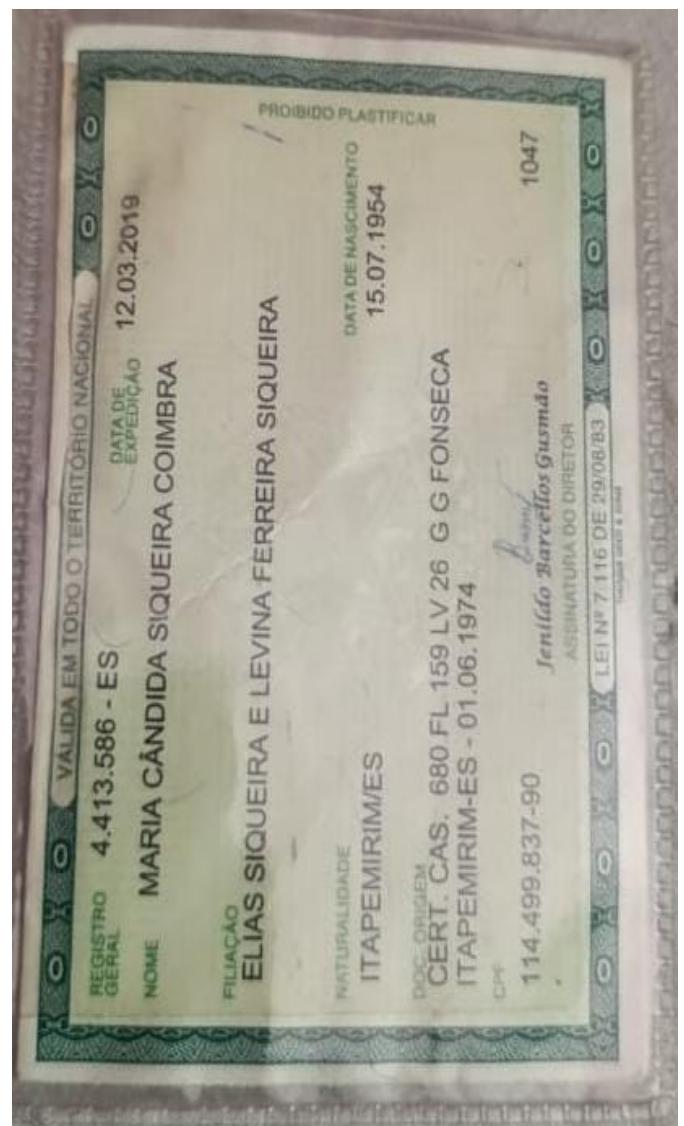 VÁLIDA EM TODO O TERRITÓRIO NACIONAL
REGISTRO GERAL 4.413.586 - ES DATA DE EXPEDIÇÃO 12.03.2019
NOME MARIA CÂNDIDA SIQUEIRA COIMBRA
FILIAÇÃO
ELIAS SIQUEIRA E LEVINA FERREIRA SIQUEIRA
PROIBIDO PLASTIFICAR
NATURALIDADE DATA DE NASCIMENTO
ITAPEMIRIM/ES 15.07.1954
DOC. ORIGEM
CERT. CAS. 680 FL 159 LV 26 G G FONSECA
ITAPEMIRIM-ES - 01.06.1974
CPF
114.499.837-90 1047
Jenildo Barcellos Gusmão
ASSINATURA DO DIRETOR
LEI Nº 7.116 DE 29/08/83